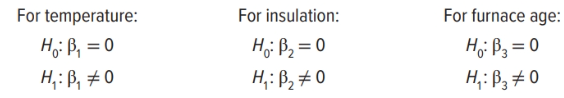 For temperature: For insulation: For furnace age:
H₀: β₁ = 0 H₀: β₂ = 0 H₀: β₃ = 0
H₁: β₁ ≠ 0 H₁: β₂ ≠ 0 H₁: β₃ ≠ 0